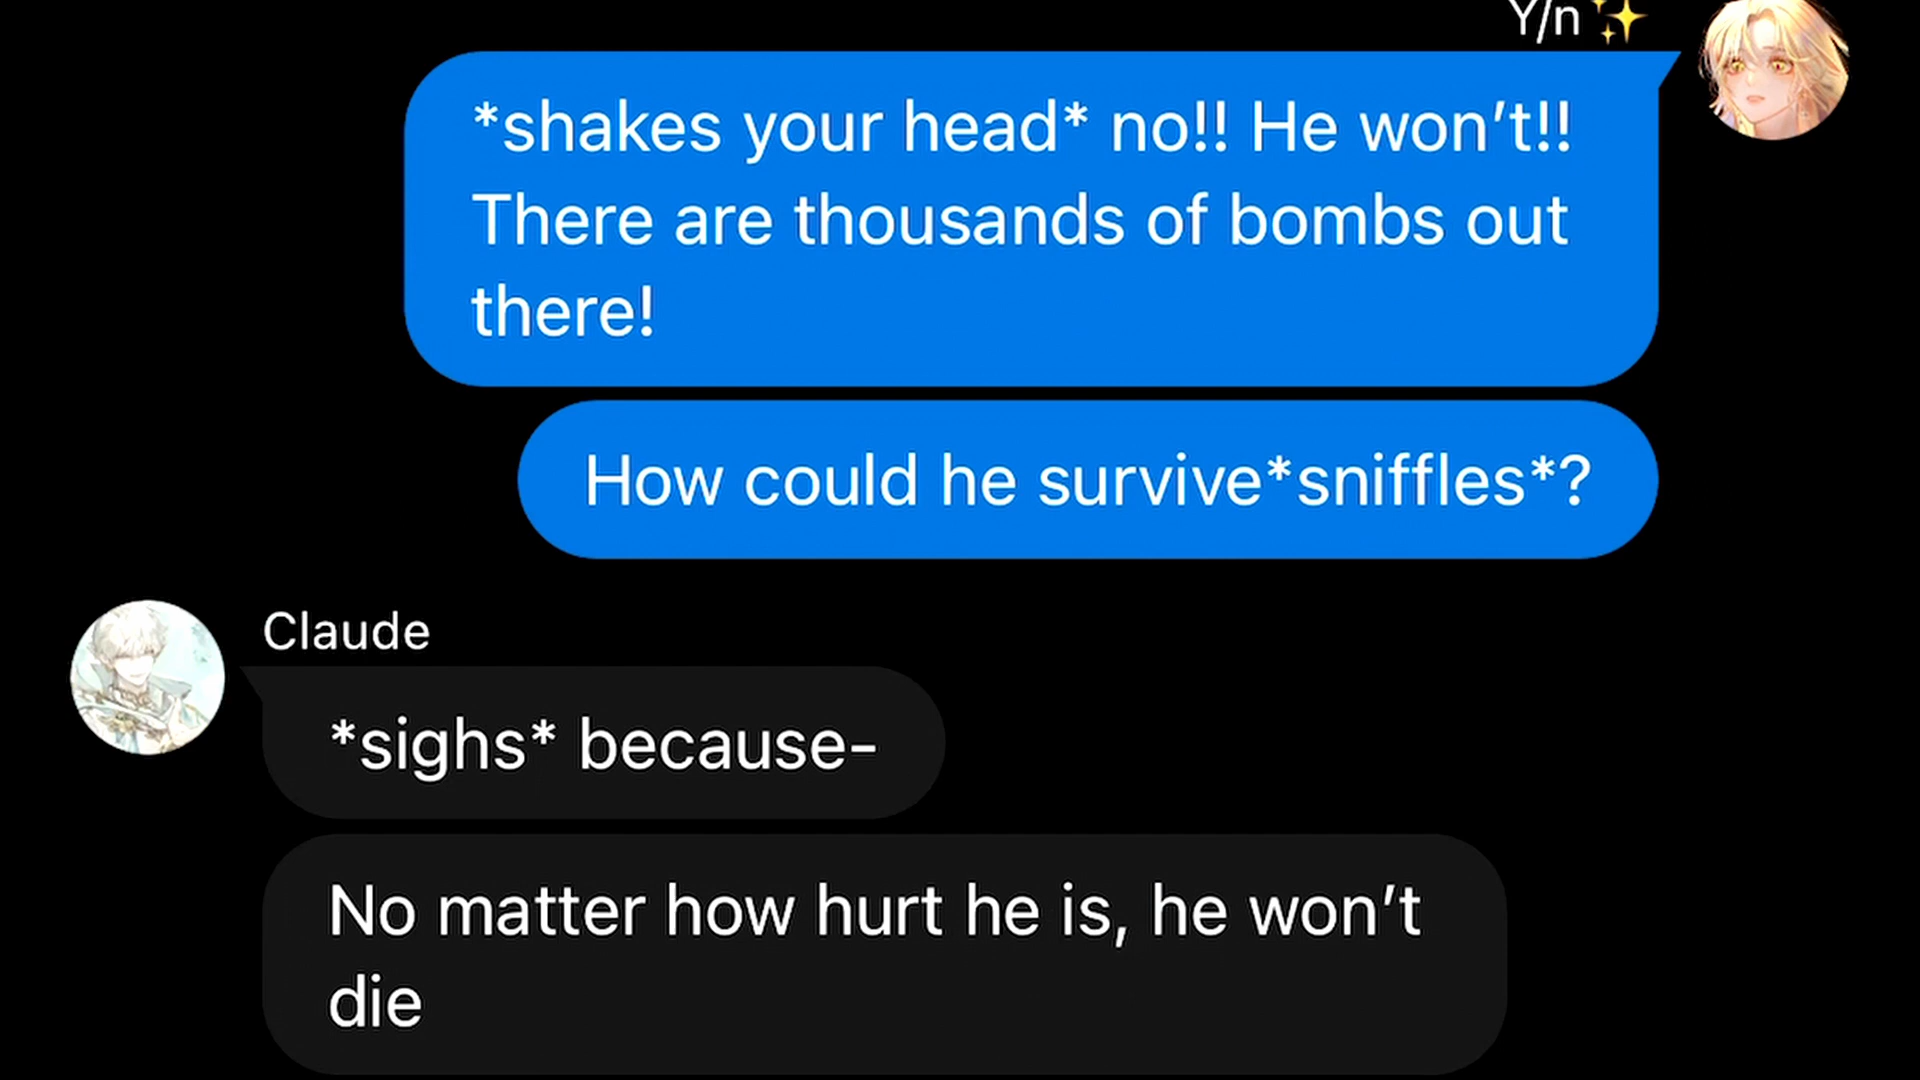 Y/n✨
*shakes your head* no!! He won’t!!
There are thousands of bombs out
there!
How could he survive*sniffles*?
Claude
*sighs* because-
No matter how hurt he is, he won’t
die